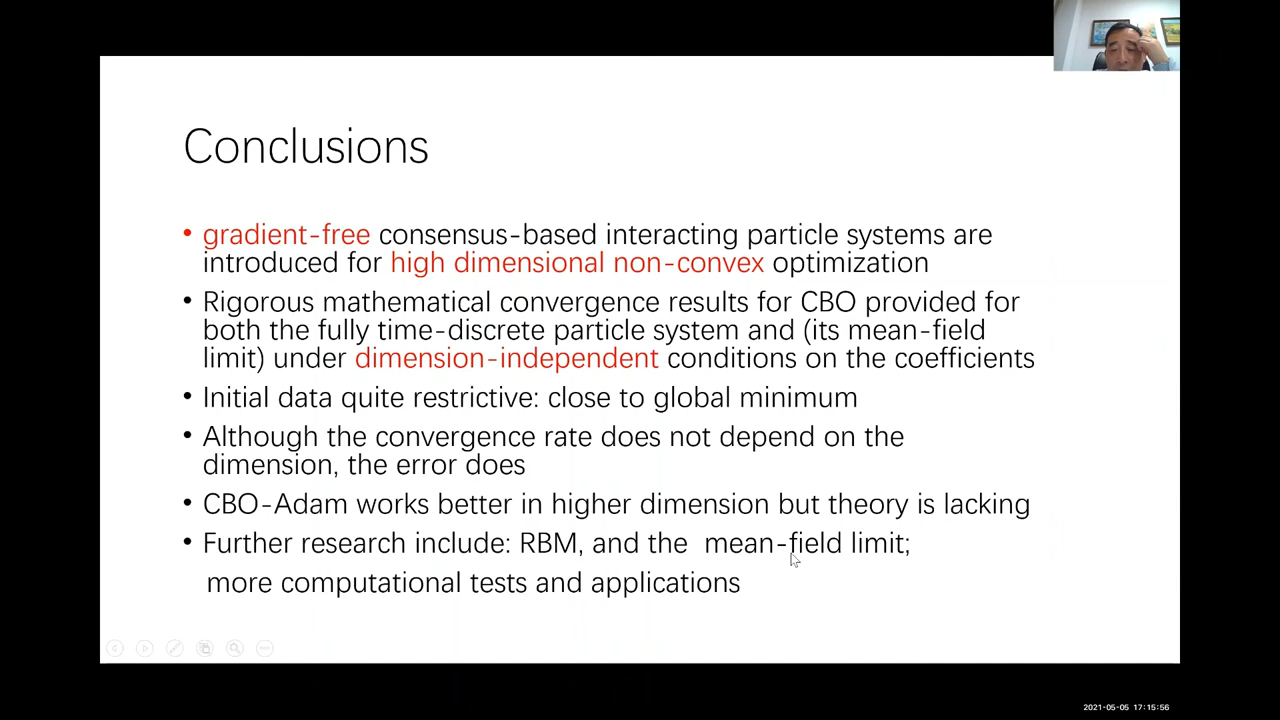 Conclusions
• gradient-free consensus-based interacting particle systems are
introduced for high dimensional non-convex optimization
• Rigorous mathematical convergence results for CBO provided for
both the fully time-discrete particle system and (its mean-field
limit) under dimension-independent conditions on the coefficients
• Initial data quite restrictive: close to global minimum
• Although the convergence rate does not depend on the
dimension, the error does
• CBO-Adam works better in higher dimension but theory is lacking
• Further research include: RBM, and the  mean-field limit;
more computational tests and applications
2021-05-05 17:15:56